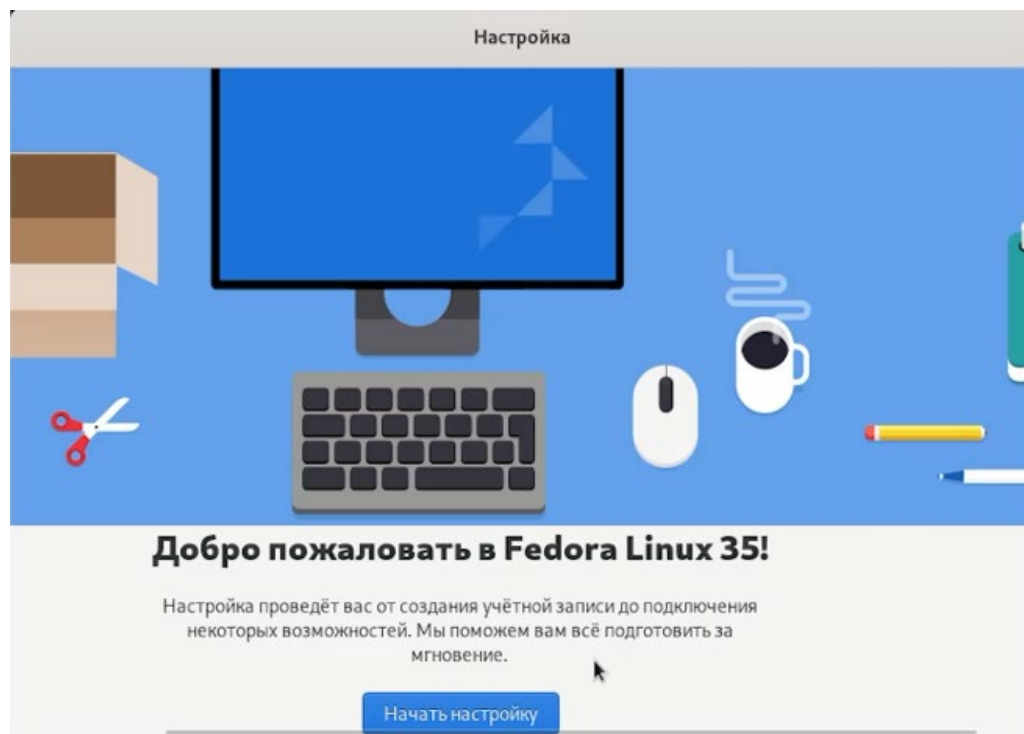 Настройка
Добро пожаловать в Fedora Linux 35!
Настройка проведёт вас от создания учётной записи до подключения
некоторых возможностей. Мы поможем вам всё подготовить за
мгновение.
Начать настройку